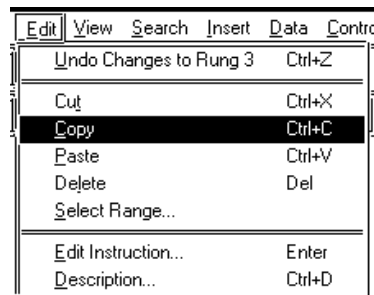 Edit View Search Insert Data Contro
Undo Changes to Rung 3 Ctrl+Z
Cut Ctrl+X
Copy Ctrl+C
Paste Ctrl+V
Delete Del
Select Range...
Edit Instruction... Enter
Description... Ctrl+D